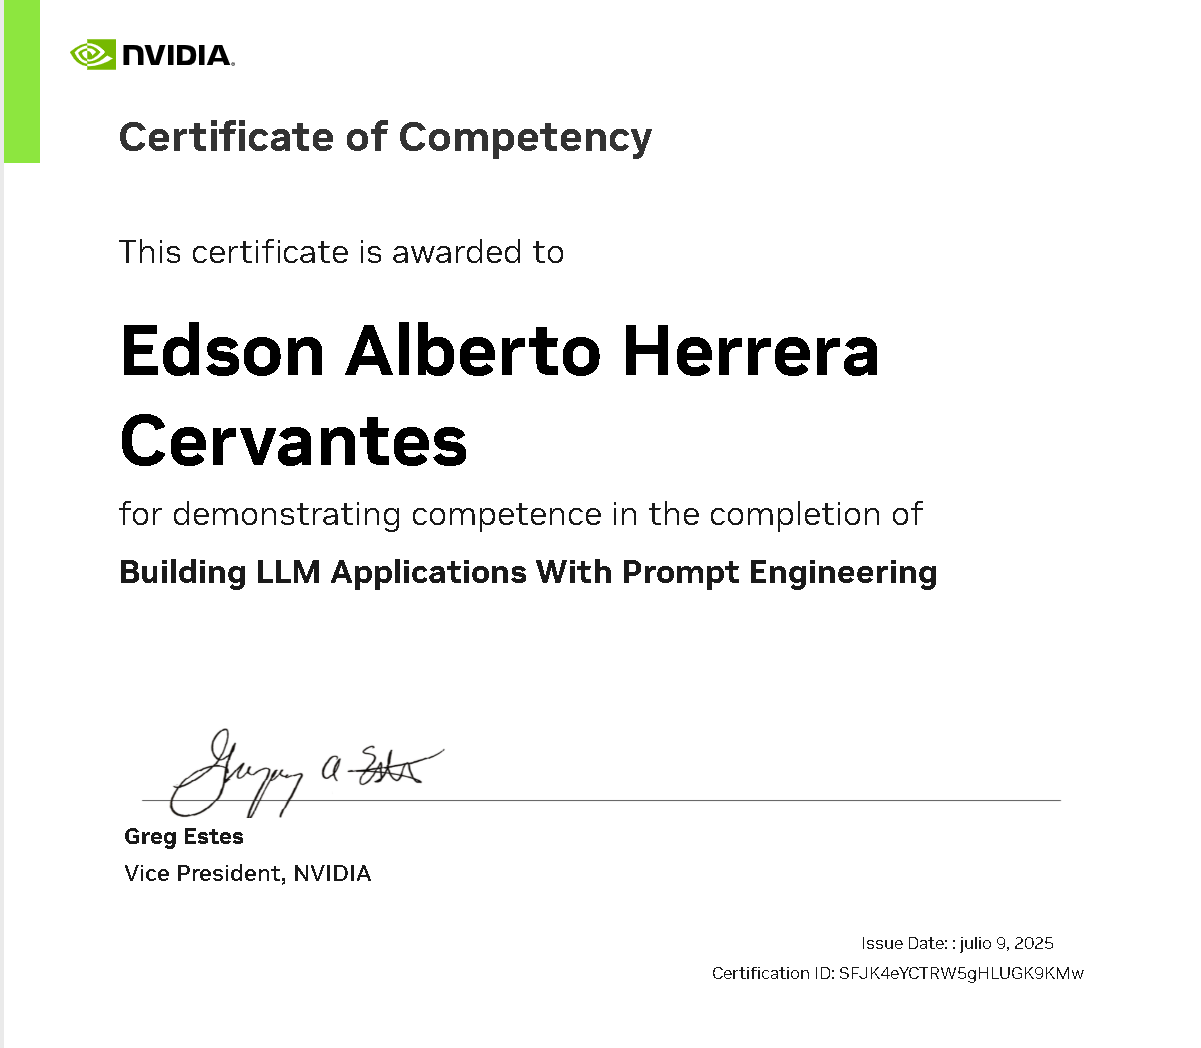 NVIDIA.
Certificate of Competency
This certificate is awarded to
Edson Alberto Herrera
Cervantes
for demonstrating competence in the completion of
Building LLM Applications With Prompt Engineering
Gregory A Estes
Greg Estes
Vice President, NVIDIA
Issue Date: : julio 9, 2025
Certification ID: SFJK4eYCTRW5gHLUGK9KMw